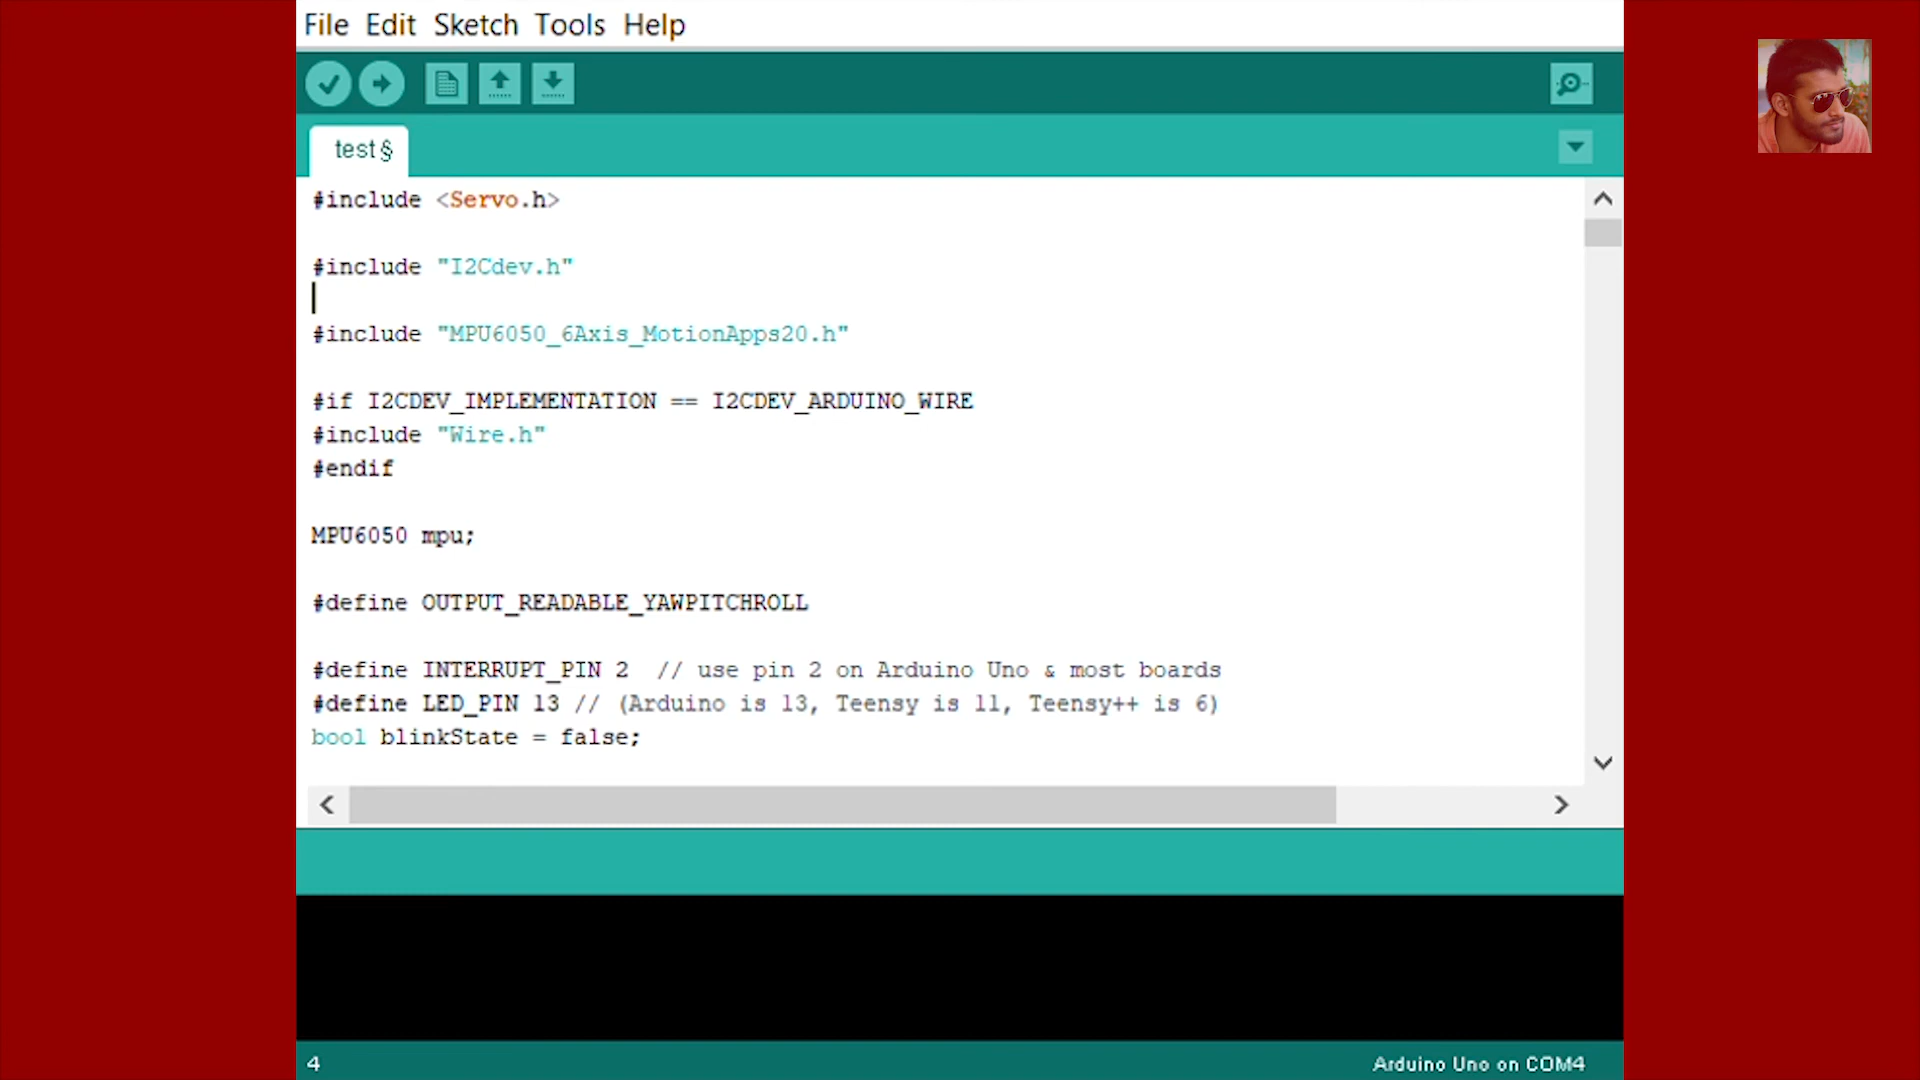 File Edit Sketch Tools Help
test §
#include <Servo.h>
#include "I2Cdev.h"
#include "MPU6050_6Axis_MotionApps20.h"
#if I2CDEV_IMPLEMENTATION == I2CDEV_ARDUINO_WIRE
#include "Wire.h"
#endif
MPU6050 mpu;
#define OUTPUT_READABLE_YAWPITCHROLL
#define INTERRUPT_PIN 2  // use pin 2 on Arduino Uno & most boards
#define LED_PIN 13 // (Arduino is 13, Teensy is 11, Teensy++ is 6)
bool blinkState = false;
4
Arduino Uno on COM4